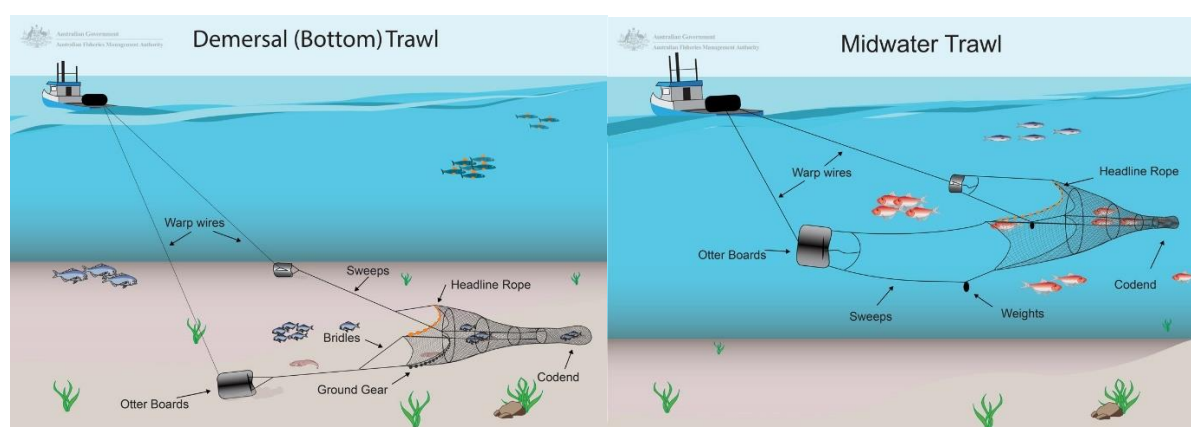 Australian Government
Australian Fisheries Management Authority
Demersal (Bottom) Trawl
Warp wires
Sweeps
Headline Rope
Bridles
Otter Boards
Ground Gear
Codend
Australian Government
Australian Fisheries Management Authority
Midwater Trawl
Warp wires
Headline Rope
Otter Boards
Codend
Sweeps
Weights